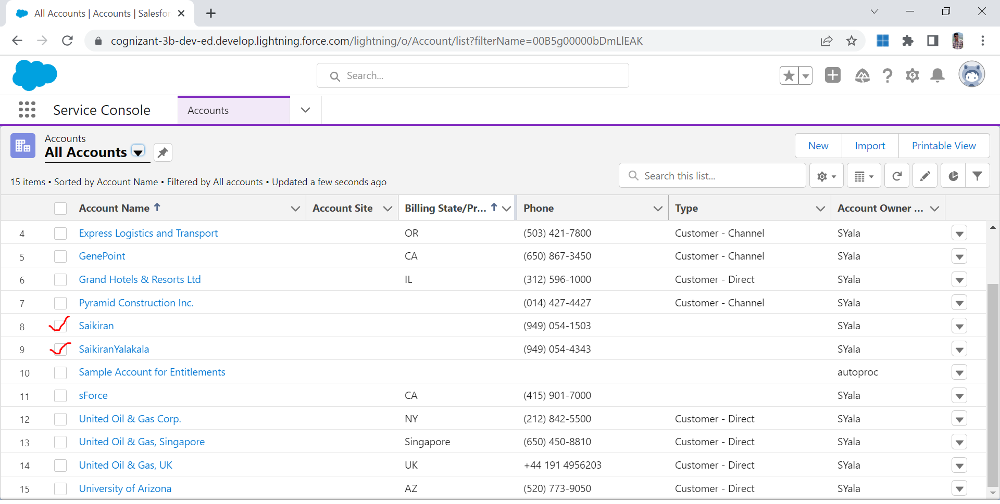 All Accounts | Accounts | Salesfor
cognizant-3b-dev-ed.develop.lightning.force.com/lightning/o/Account/list?filterName=00B5g00000bDmLlEAK
Search...
Service Console
Accounts
Accounts
All Accounts
New Import Printable View
15 items • Sorted by Account Name • Filtered by All accounts • Updated a few seconds ago
Search this list...
Account Name Account Site Billing State/Pr... Phone Type Account Owner ...
4 Express Logistics and Transport OR (503) 421-7800 Customer - Channel SYala
5 GenePoint CA (650) 867-3450 Customer - Channel SYala
6 Grand Hotels & Resorts Ltd IL (312) 596-1000 Customer - Direct SYala
7 Pyramid Construction Inc. (014) 427-4427 Customer - Channel SYala
8 Saikiran (949) 054-1503 SYala
9 SaikiranYalakala (949) 054-4343 SYala
10 Sample Account for Entitlements autoproc
11 sForce CA (415) 901-7000 SYala
12 United Oil & Gas Corp. NY (212) 842-5500 Customer - Direct SYala
13 United Oil & Gas, Singapore Singapore (650) 450-8810 Customer - Direct SYala
14 United Oil & Gas, UK UK +44 191 4956203 Customer - Direct SYala
15 University of Arizona AZ (520) 773-9050 Customer - Direct SYala